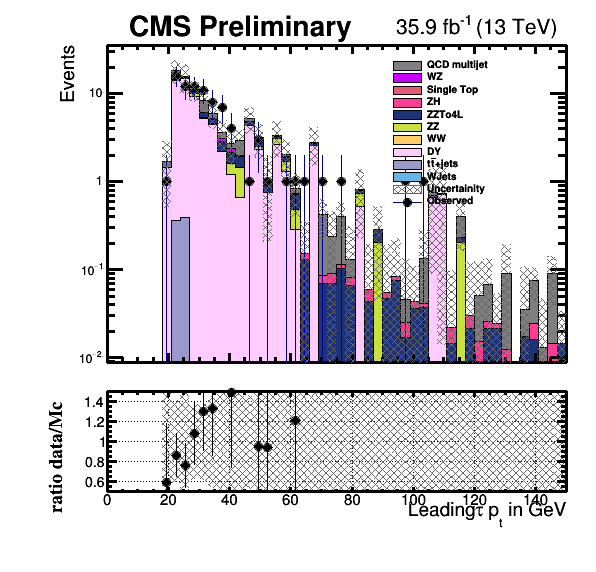 CMS Preliminary 35.9 fb⁻¹ (13 TeV)
Events
10
1
10⁻¹
10⁻²
QCD multijet
WZ
Single Top
ZH
ZZTo4L
ZZ
WW
DY
tt̄+jets
WJets
Uncertainity
Observed
ratio data/Mc
1.4
1.2
1
0.8
0.6
0 20 40 60 80 100 120 140
Leading τ pₜ in GeV